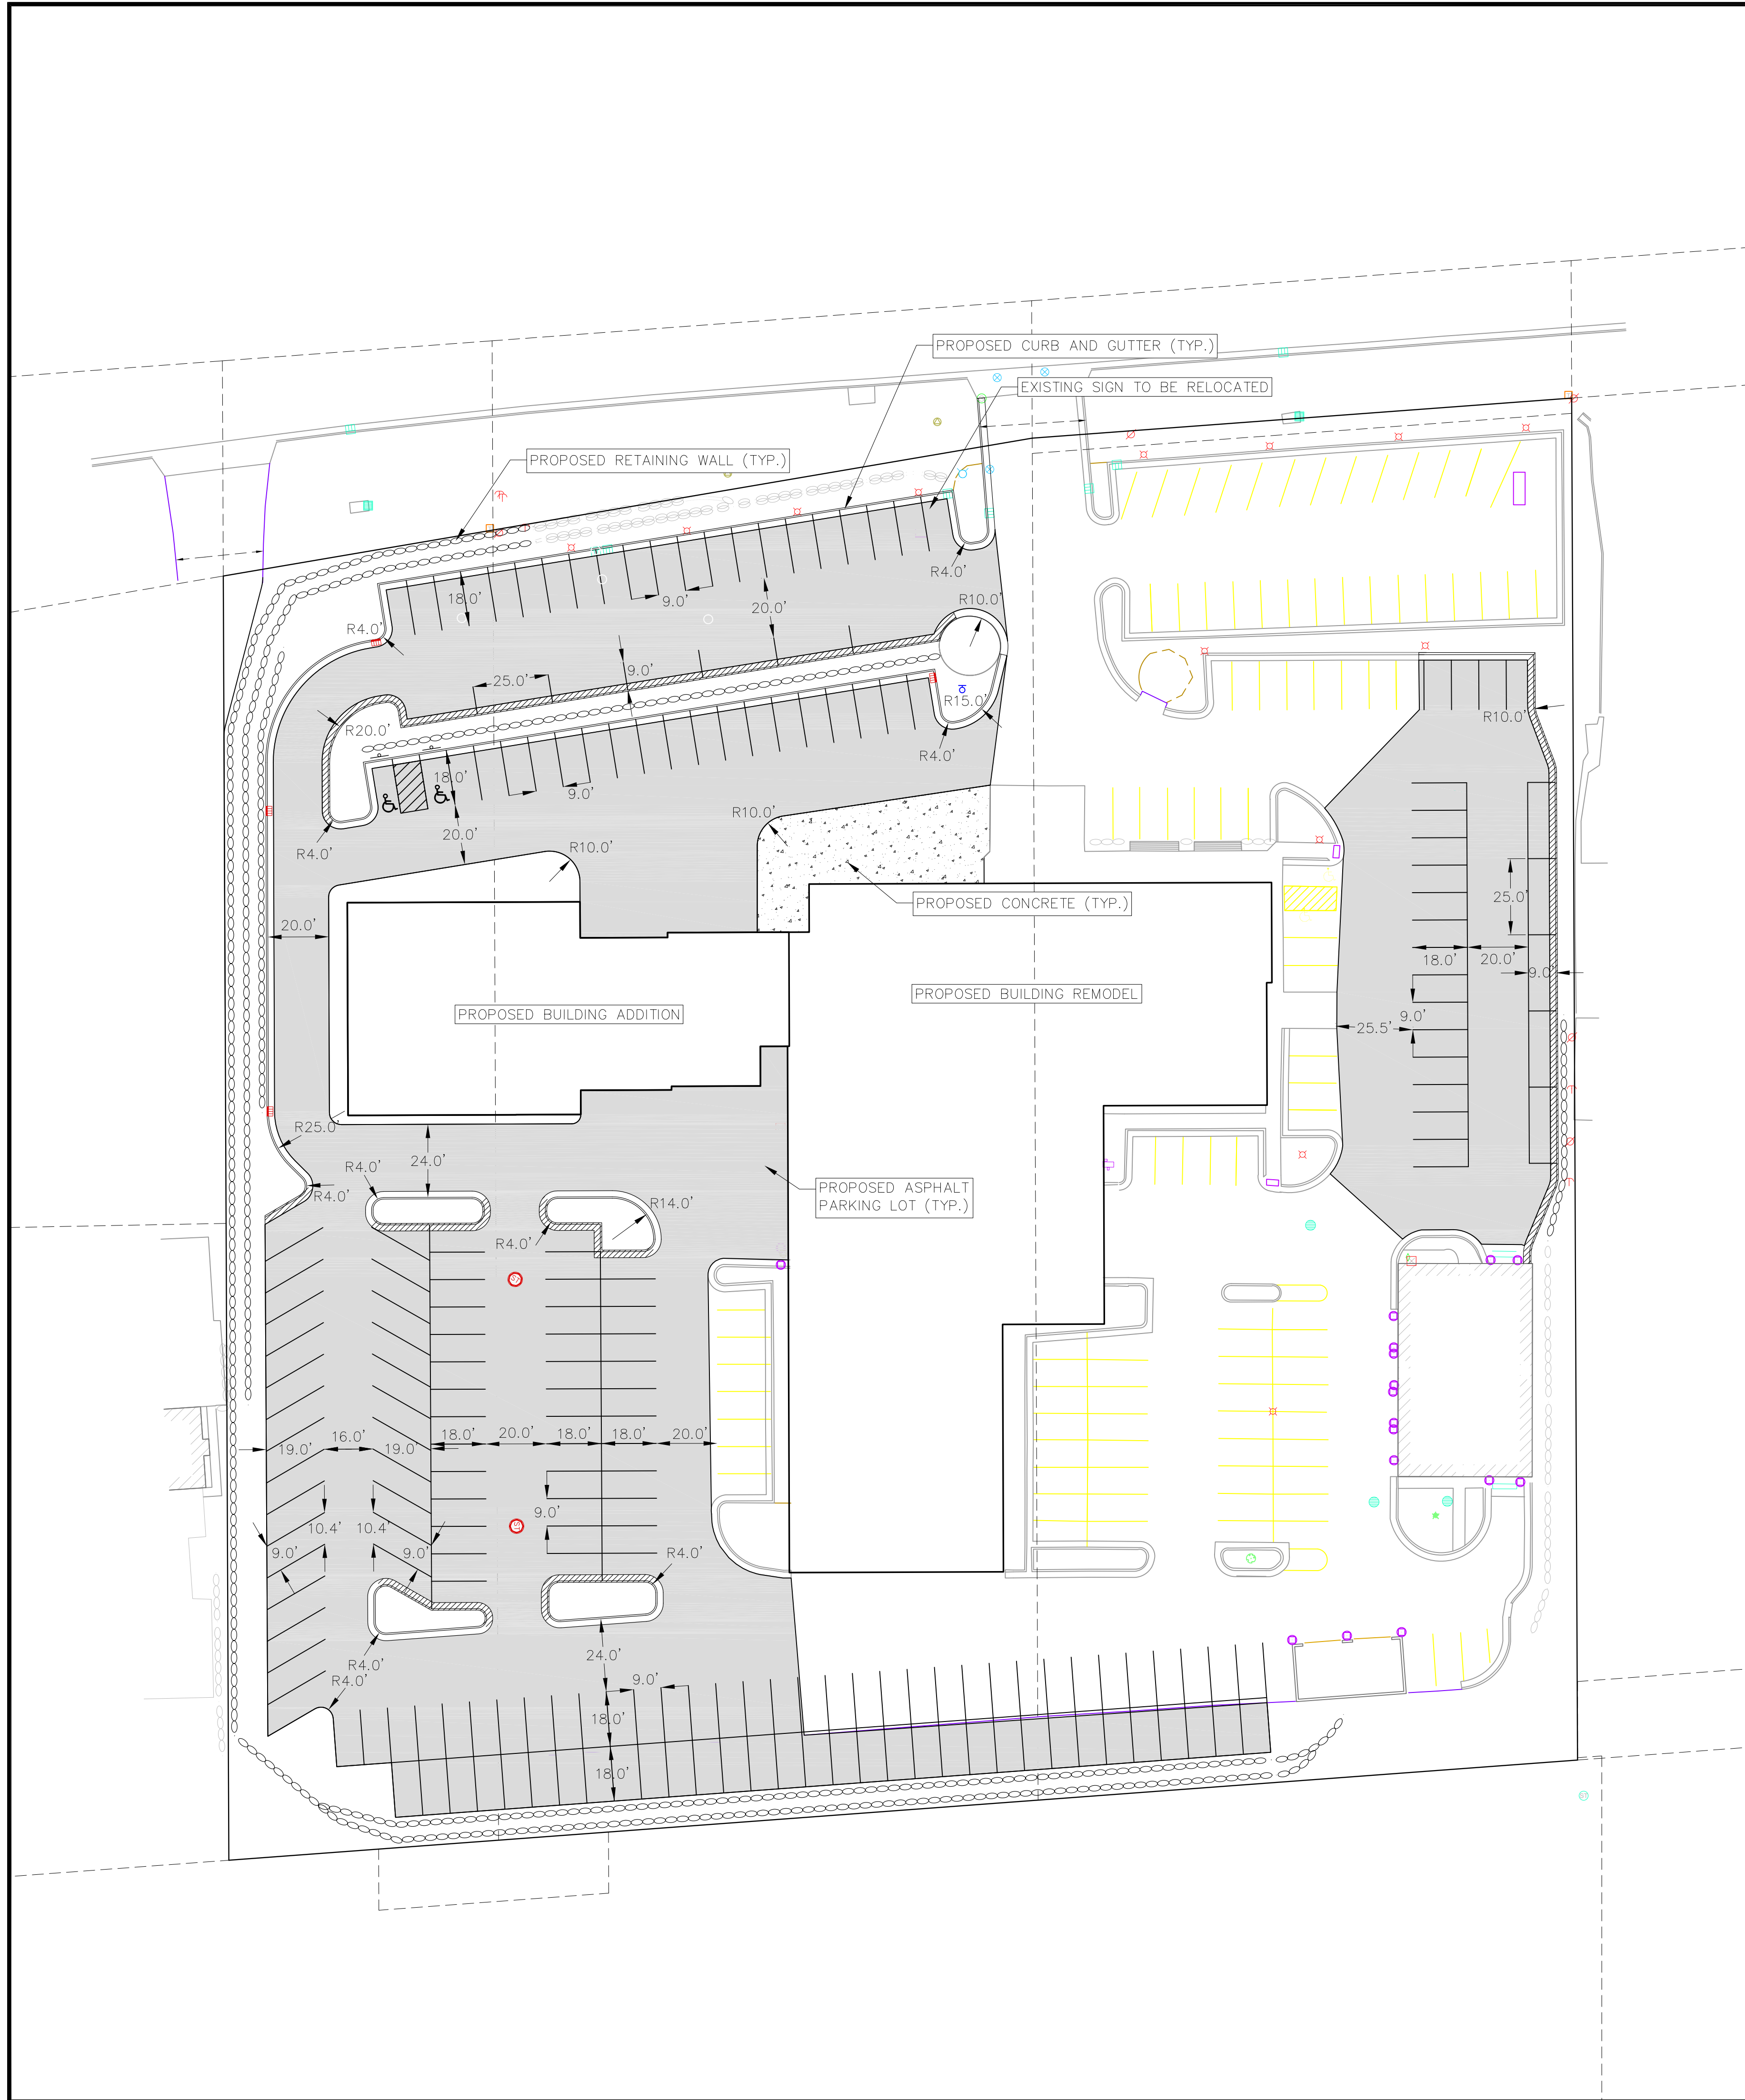 PROPOSED CURB AND GUTTER (TYP.)
EXISTING SIGN TO BE RELOCATED
PROPOSED RETAINING WALL (TYP.)
R4.0'
18.0'
9.0'
20.0'
R10.0'
R4.0'
9.0'
25.0'
R15.0'
R20.0'
R4.0'
R10.0'
18.0'
9.0'
20.0'
R10.0'
R10.0'
R4.0'
PROPOSED CONCRETE (TYP.)
25.0'
20.0'
18.0'
20.0'
9.0'
PROPOSED BUILDING REMODEL
PROPOSED BUILDING ADDITION
9.0'
25.5'
R25.0'
24.0'
R4.0'
R4.0'
R14.0'
PROPOSED ASPHALT
PARKING LOT (TYP.)
R4.0'
19.0'
16.0'
19.0'
18.0'
20.0'
18.0'
18.0'
20.0'
10.4'
10.4'
9.0'
9.0'
9.0'
R4.0'
24.0'
R4.0'
R4.0'
9.0'
18.0'
18.0'